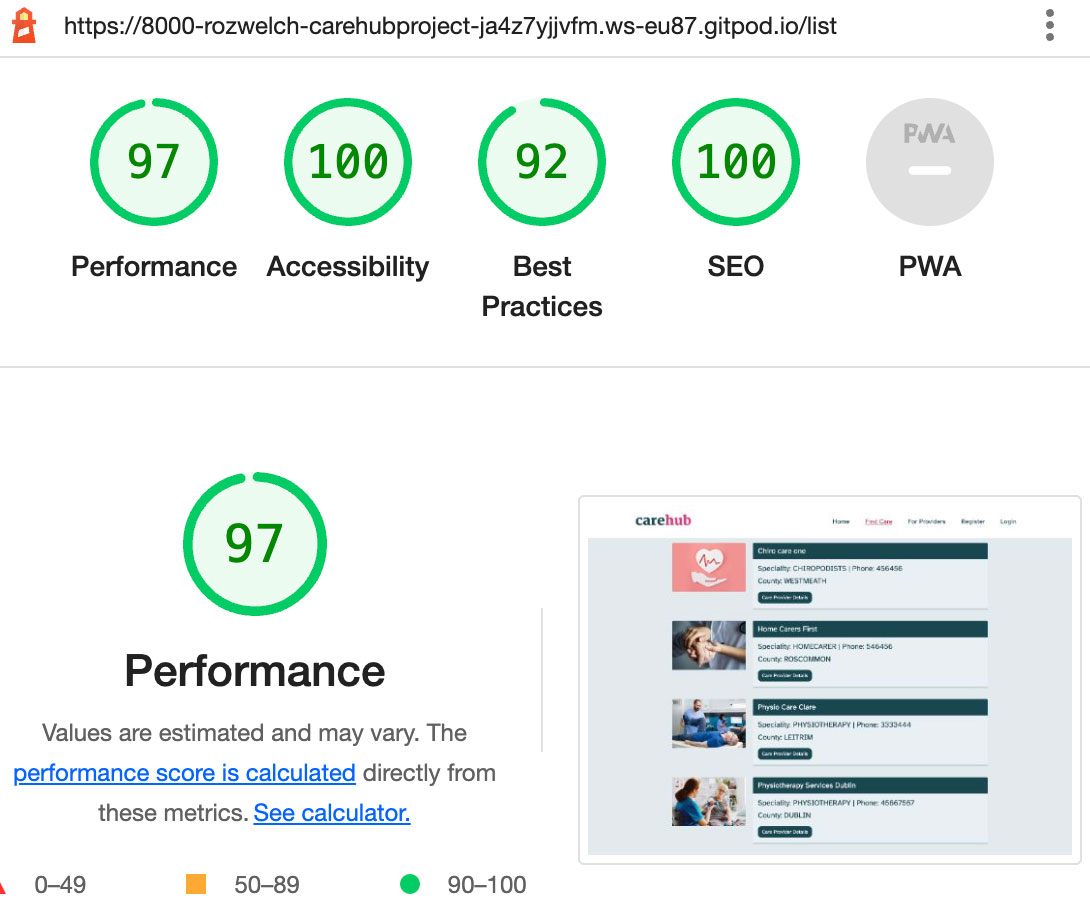 https://8000-rozwelch-carehubproject-ja4z7yjjvfm.ws-eu87.gitpod.io/list
97
100
92
100
PWA
Performance
Accessibility
Best
Practices
SEO
PWA
97
Performance
Values are estimated and may vary. The
performance score is calculated directly from
these metrics. See calculator.
0–49
50–89
90–100
carehub
Home
Find Care
For Providers
Register
Login
Chiro care one
Speciality: CHIROPODISTS | Phone: 456456
County: WESTMEATH
Care Provider Details
Home Carers First
Speciality: HOMECARER | Phone: 546456
County: ROSCOMMON
Care Provider Details
Physio Care Clare
Speciality: PHYSIOTHERAPY | Phone: 3333444
County: LEITRIM
Care Provider Details
Physiotherapy Services Dublin
Speciality: PHYSIOTHERAPY | Phone: 45667567
County: DUBLIN
Care Provider Details